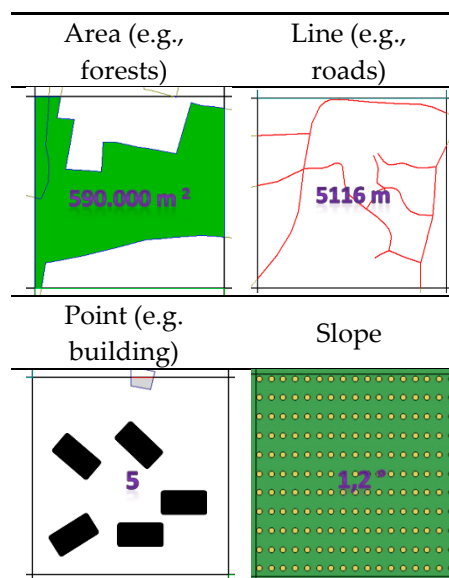 Area (e.g.,
forests)
Line (e.g.,
roads)
590.000 m ²
5116 m
Point (e.g.
building)
Slope
5
1,2 °